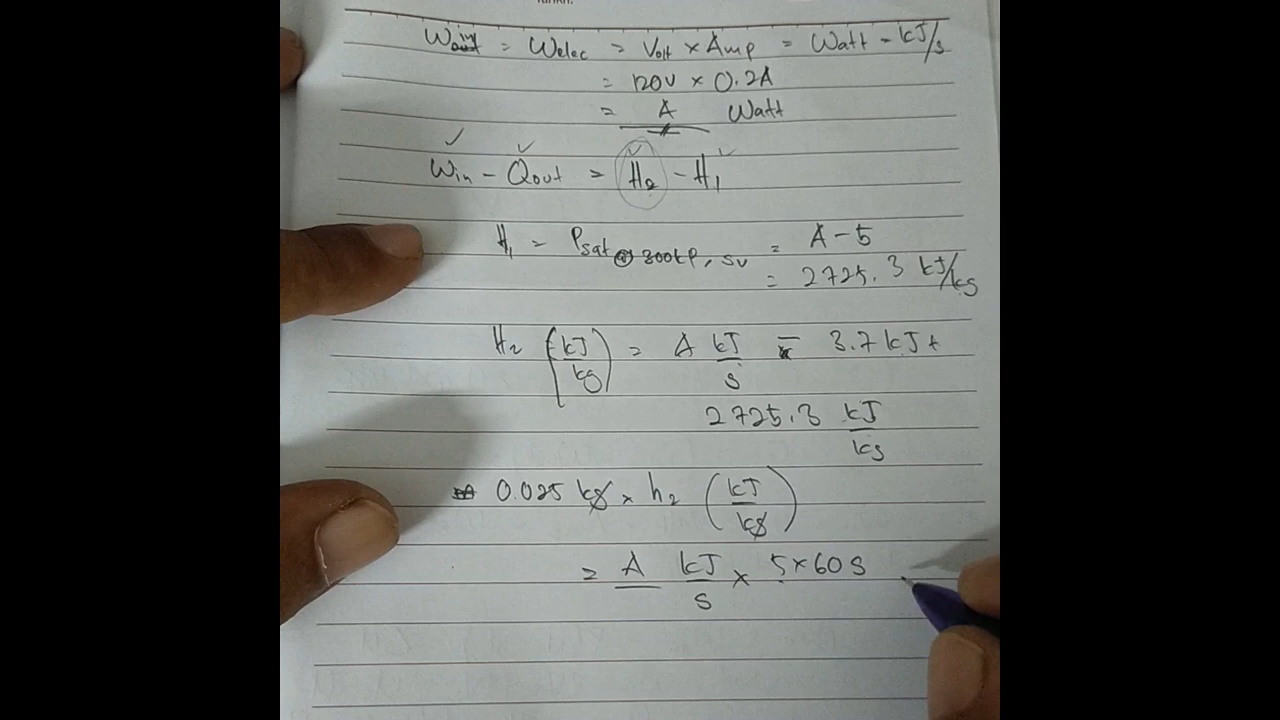 Win = Welec = Volt × Amp = Watt = kJ/s
= 120V × 0.2A
= A Watt
Win - Qout = H₂ - H₁
H₁ = Psat @ 300kP, sv = A-5
= 2725.3 kJ/kg
H₂ (kJ/kg) = A kJ/s - 3.7 kJ +
2725.3 kJ/kg
0.025 kg × h₂ (kJ/kg)
= A kJ/s × 5×60 s